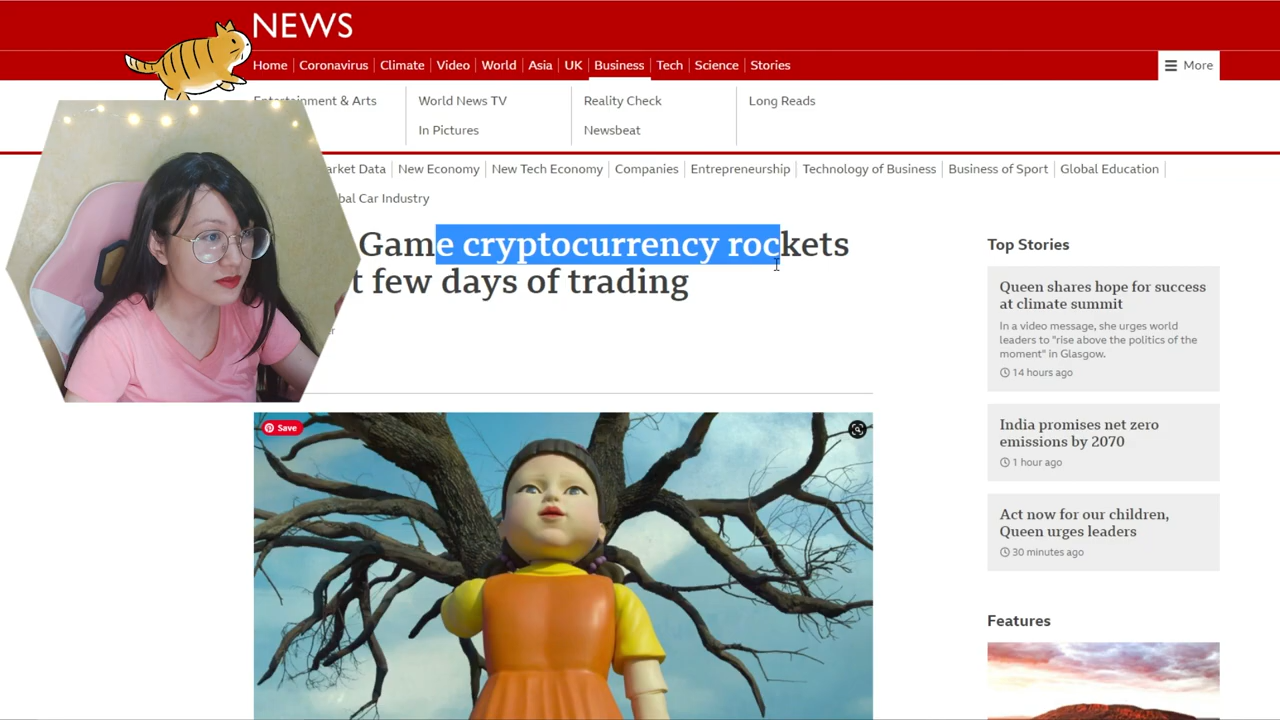 NEWS
Home Coronavirus Climate Video World Asia UK Business Tech Science Stories
More
Entertainment & Arts World News TV Reality Check Long Reads
In Pictures Newsbeat
New Economy New Tech Economy Companies Entrepreneurship Technology of Business Business of Sport Global Education
Data
Car Industry
Game cryptocurrency rockets
few days of trading
Save
Top Stories
Queen shares hope for success
at climate summit
In a video message, she urges world
leaders to "rise above the politics of the
moment" in Glasgow.
14 hours ago
India promises net zero
emissions by 2070
1 hour ago
Act now for our children,
Queen urges leaders
30 minutes ago
Features